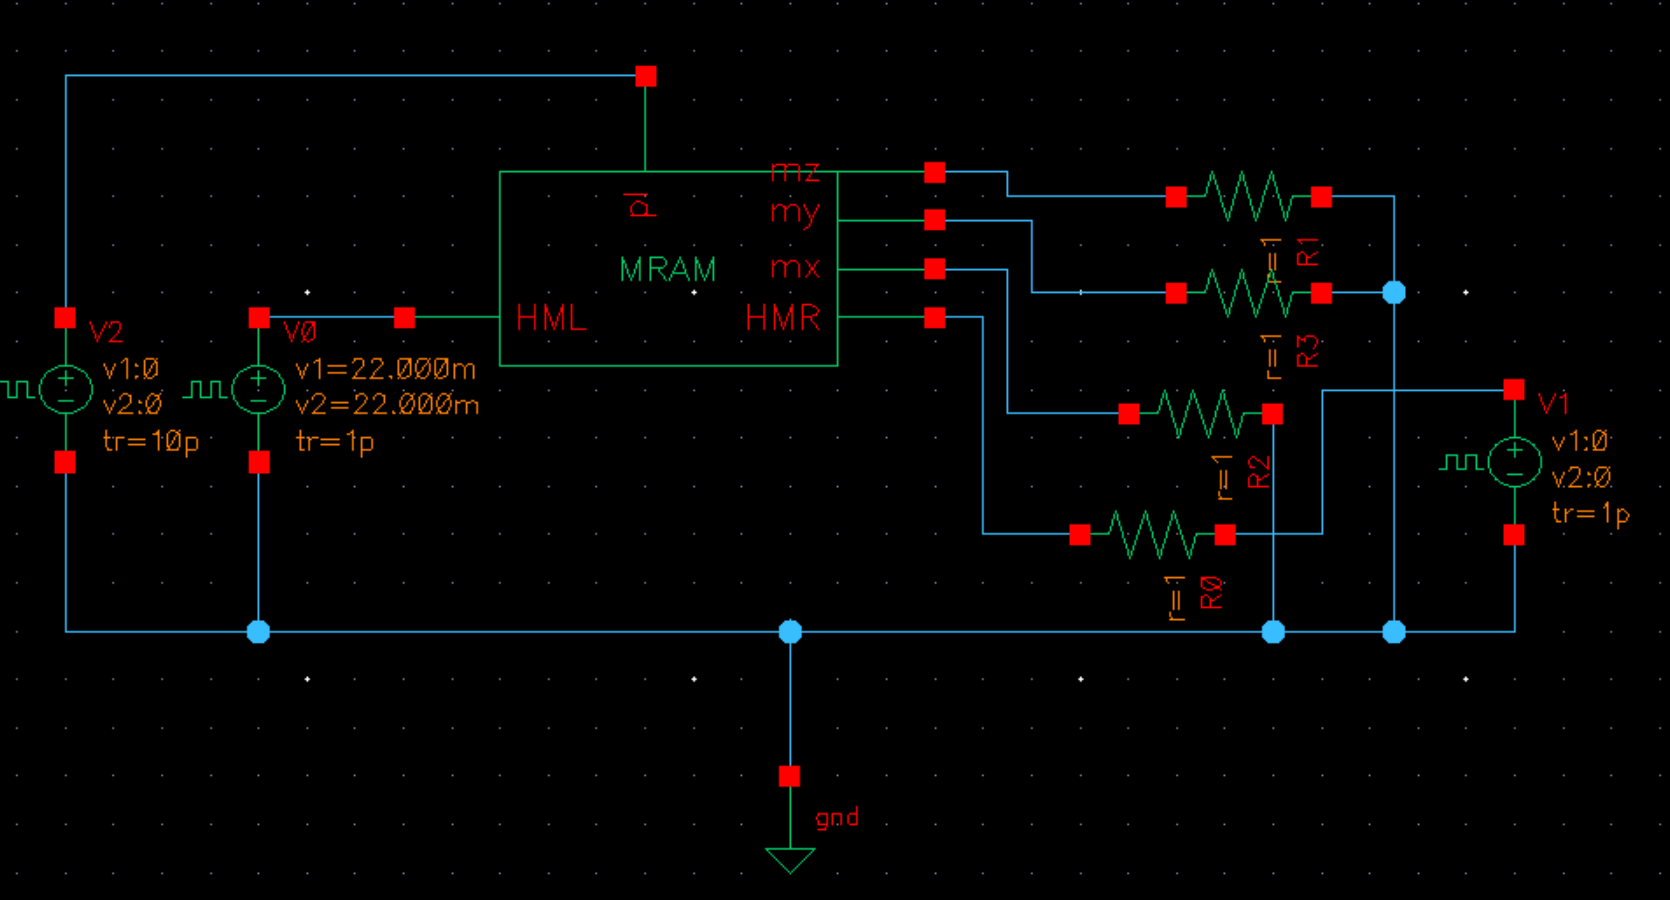 mz
pl
my
MRAM
mx
HML
HMR
V2
v1:0
v2:0
tr=10p
V0
v1=22.000m
v2=22.000m
tr=1p
r=1
R1
r=1
R3
r=1
R2
r=1
R0
V1
v1:0
v2:0
tr=1p
gnd